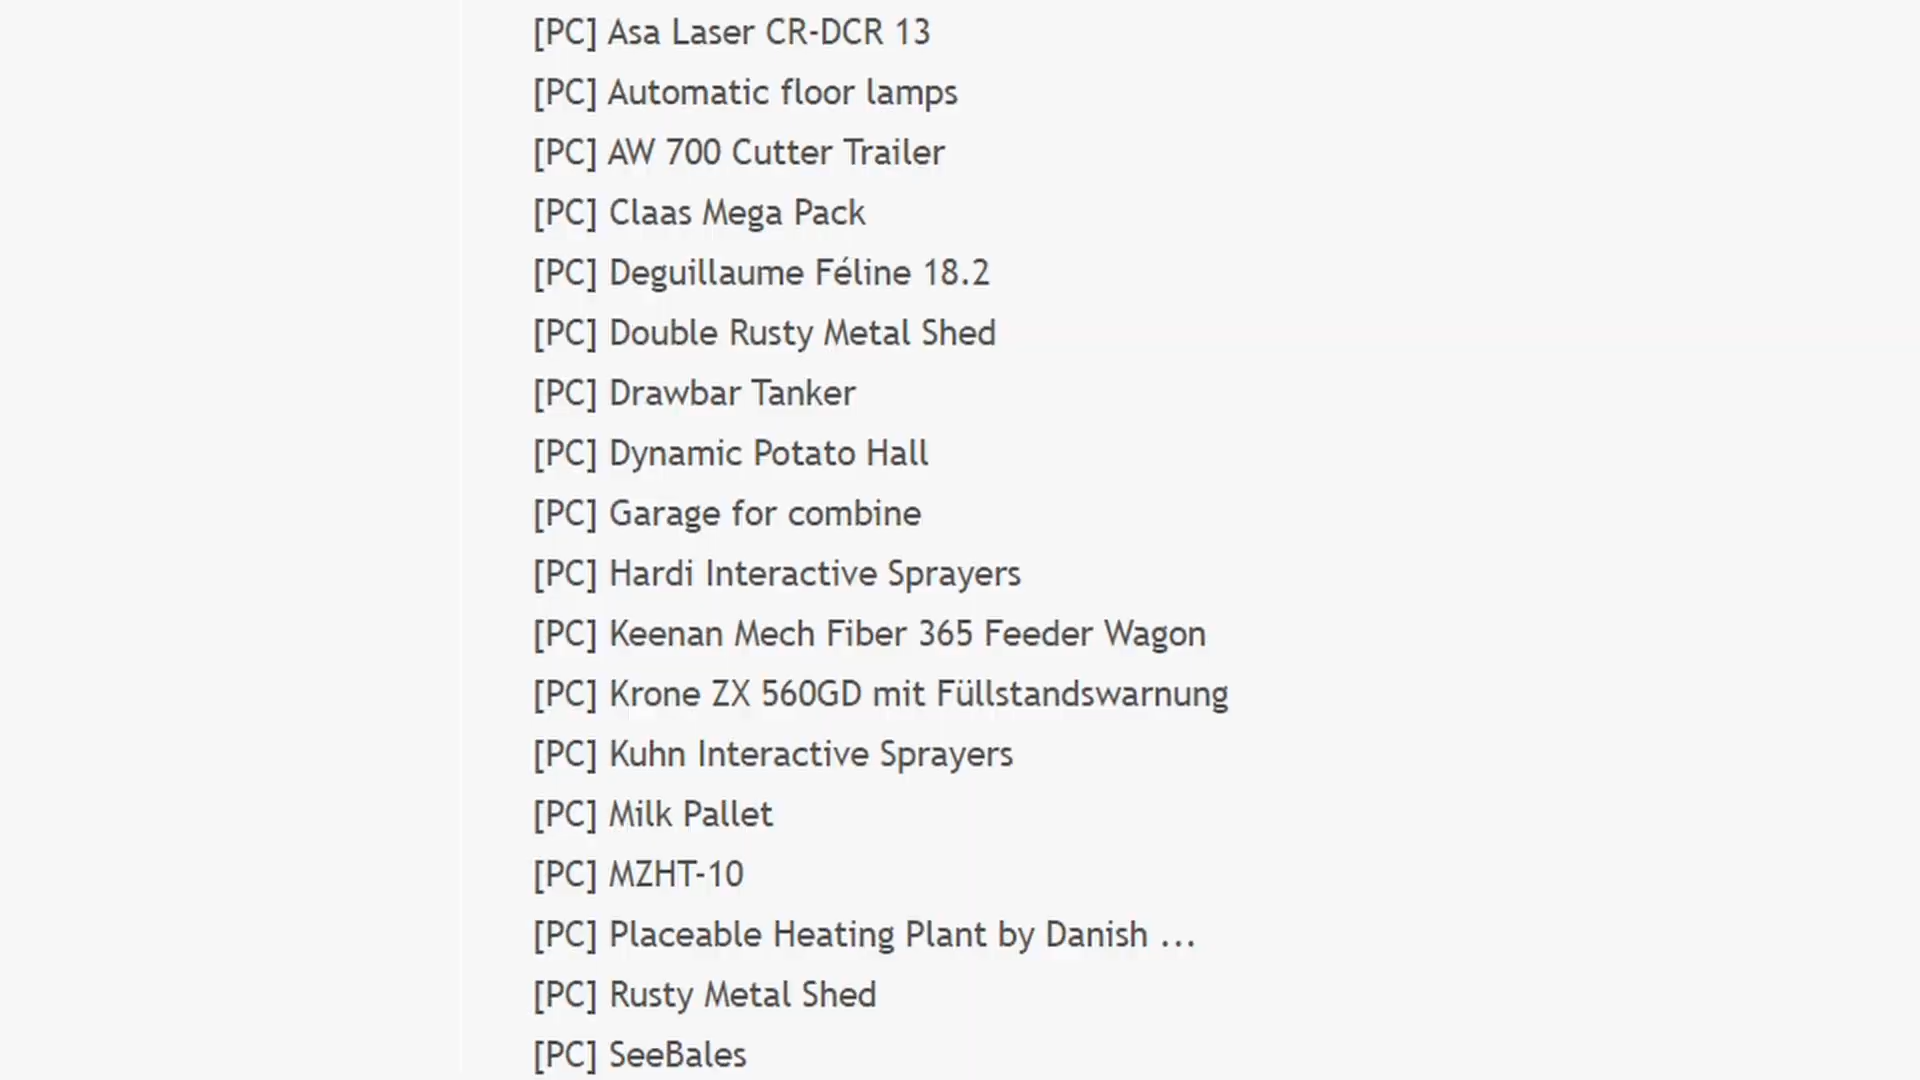 [PC] Asa Laser CR-DCR 13
[PC] Automatic floor lamps
[PC] AW 700 Cutter Trailer
[PC] Claas Mega Pack
[PC] Deguillaume Féline 18.2
[PC] Double Rusty Metal Shed
[PC] Drawbar Tanker
[PC] Dynamic Potato Hall
[PC] Garage for combine
[PC] Hardi Interactive Sprayers
[PC] Keenan Mech Fiber 365 Feeder Wagon
[PC] Krone ZX 560GD mit Füllstandswarnung
[PC] Kuhn Interactive Sprayers
[PC] Milk Pallet
[PC] MZHT-10
[PC] Placeable Heating Plant by Danish ...
[PC] Rusty Metal Shed
[PC] SeeBales